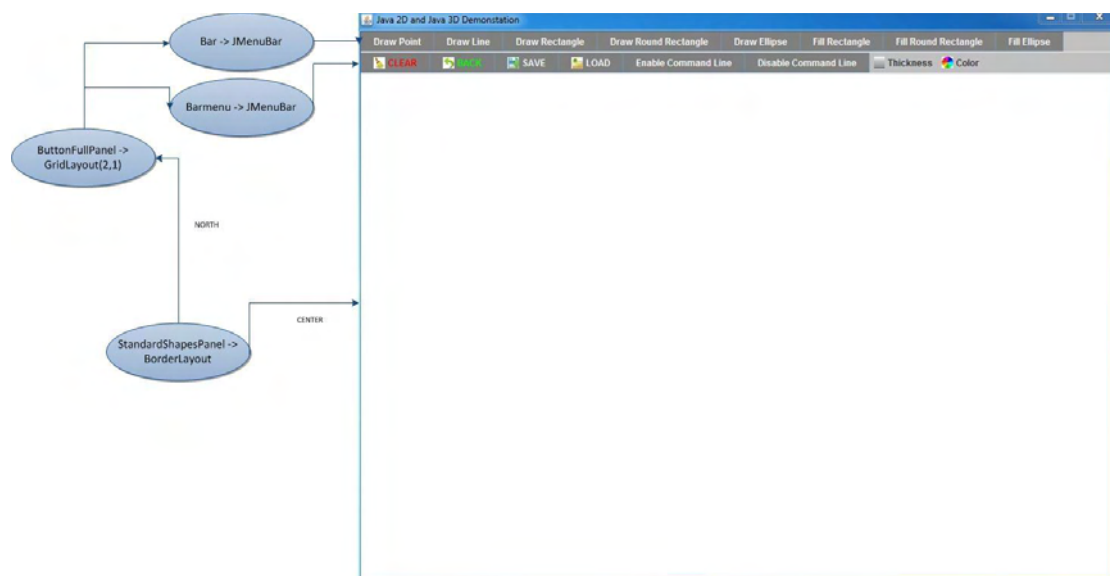 Java 2D and Java 3D Demonstation
Bar -> JMenuBar
Draw Point Draw Line Draw Rectangle Draw Round Rectangle Draw Ellipse Fill Rectangle Fill Round Rectangle Fill Ellipse
CLEAR BACK SAVE LOAD Enable Command Line Disable Command Line Thickness Color
Barmenu -> JMenuBar
ButtonFullPanel ->
GridLayout(2,1)
NORTH
CENTER
StandardShapesPanel ->
BorderLayout